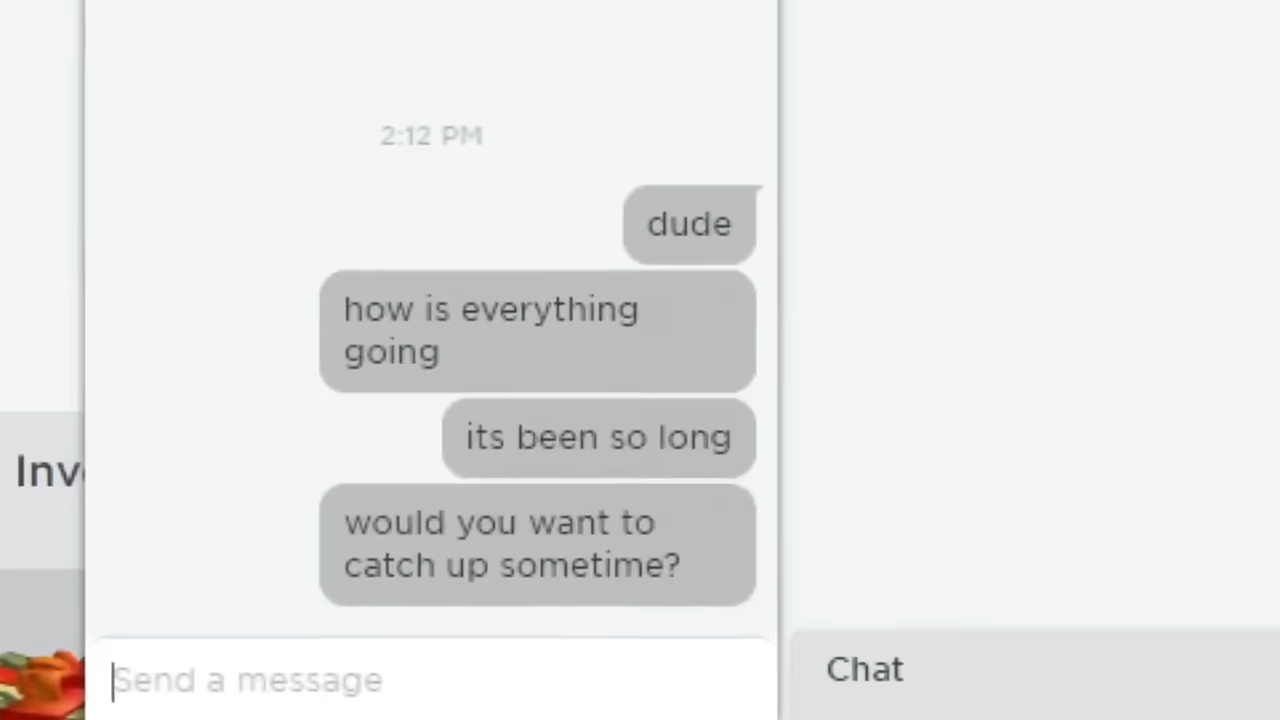 2:12 PM
dude
how is everything
going
its been so long
would you want to
catch up sometime?
Inv
Send a message
Chat